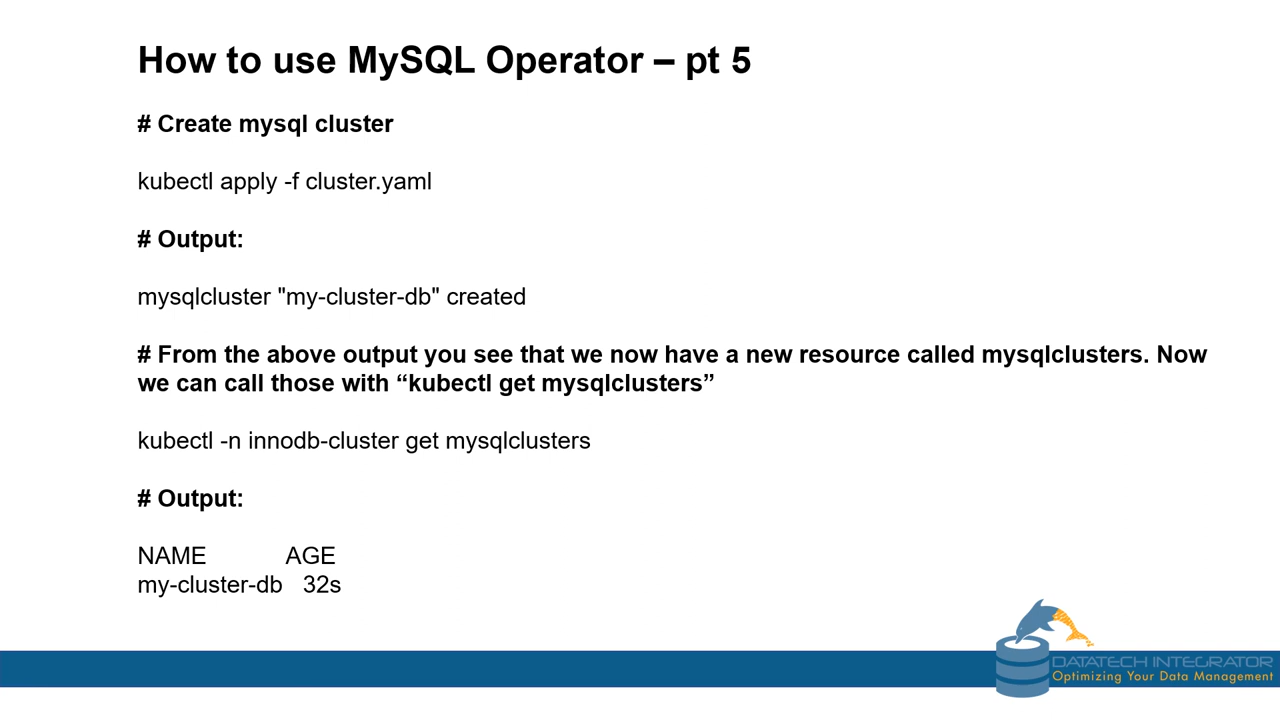 How to use MySQL Operator – pt 5
# Create mysql cluster
kubectl apply -f cluster.yaml
# Output:
mysqlcluster "my-cluster-db" created
# From the above output you see that we now have a new resource called mysqlclusters. Now
we can call those with “kubectl get mysqlclusters”
kubectl -n innodb-cluster get mysqlclusters
# Output:
NAME AGE
my-cluster-db 32s
DATATECH INTEGRATOR
Optimizing Your Data Management